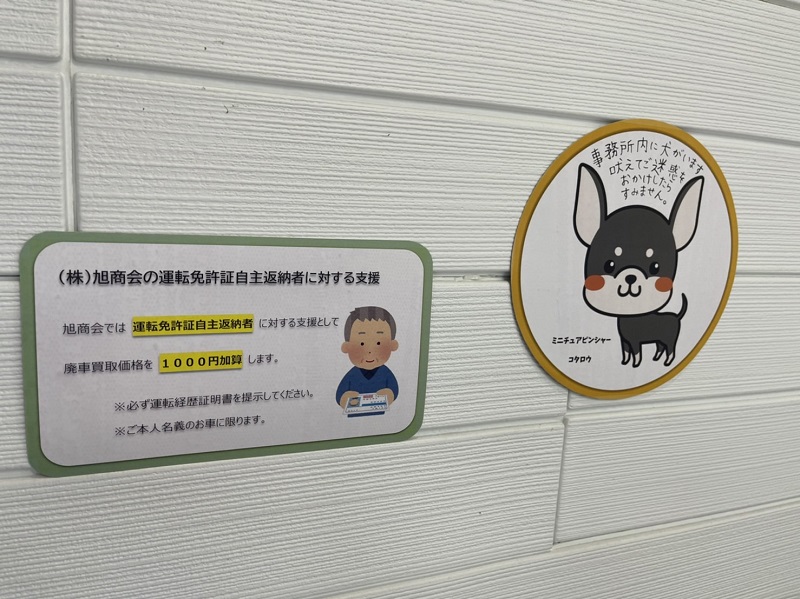 (株)旭商会の運転免許証自主返納者に対する支援
旭商会では 運転免許証自主返納者 に対する支援として
廃車買取価格を 1000円加算 します。
※必ず運転経歴証明書を提示してください。
※ご本人名義のお車に限ります。
事務所内に犬がいます
吠えてご迷惑を
おかけしたら
すみません。
ミニチュアピンシャー
コタロウ